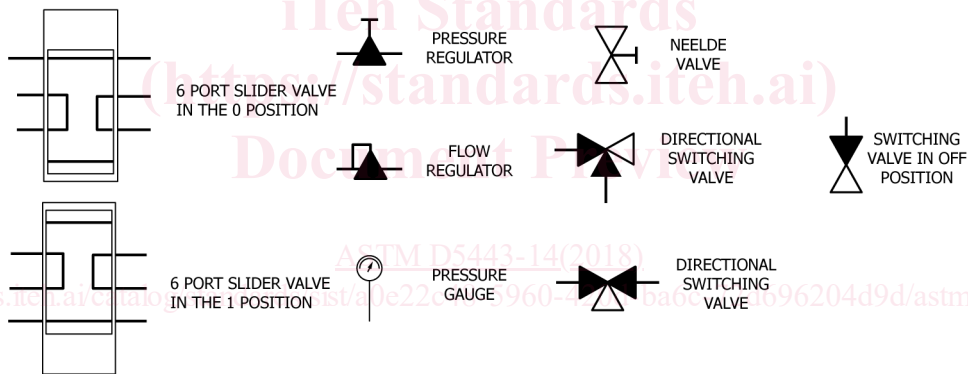 iTeh Standards
(https://standards.iteh.ai)
Document Preview
ASTM D5443-14(2018)
6 PORT SLIDER VALVE
IN THE 0 POSITION
PRESSURE
REGULATOR
NEELDE
VALVE
FLOW
REGULATOR
DIRECTIONAL
SWITCHING
VALVE
SWITCHING
VALVE IN OFF
POSITION
6 PORT SLIDER VALVE
IN THE 1 POSITION
PRESSURE
GAUGE
DIRECTIONAL
SWITCHING
VALVE